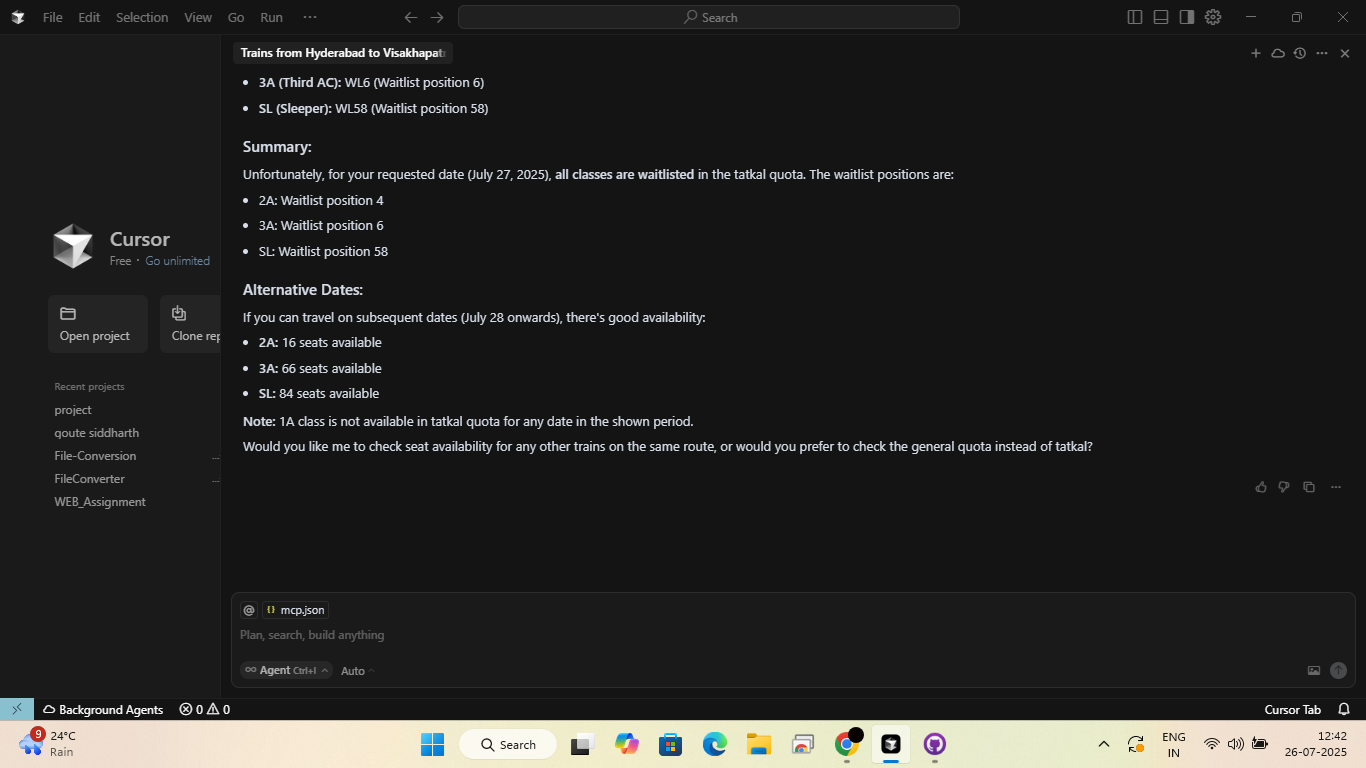 File Edit Selection View Go Run ···
Search
Trains from Hyderabad to Visakhapat
• 3A (Third AC): WL6 (Waitlist position 6)
• SL (Sleeper): WL58 (Waitlist position 58)
Summary:
Unfortunately, for your requested date (July 27, 2025), all classes are waitlisted in the tatkal quota. The waitlist positions are:
• 2A: Waitlist position 4
• 3A: Waitlist position 6
• SL: Waitlist position 58
Alternative Dates:
If you can travel on subsequent dates (July 28 onwards), there's good availability:
• 2A: 16 seats available
• 3A: 66 seats available
• SL: 84 seats available
Note: 1A class is not available in tatkal quota for any date in the shown period.
Would you like me to check seat availability for any other trains on the same route, or would you prefer to check the general quota instead of tatkal?
Cursor
Free · Go unlimited
Open project
Clone rep
Recent projects
project
qoute siddharth
File-Conversion ...
FileConverter ...
WEB_Assignment
@ {} mcp.json
Plan, search, build anything
Agent Ctrl+I Auto
Background Agents 0 0
Cursor Tab
9
24°C
Rain
Search
ENG
IN
12:42
26-07-2025